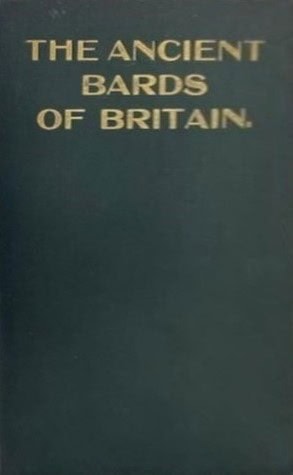 THE ANCIENT
BARDS
OF BRITAIN.